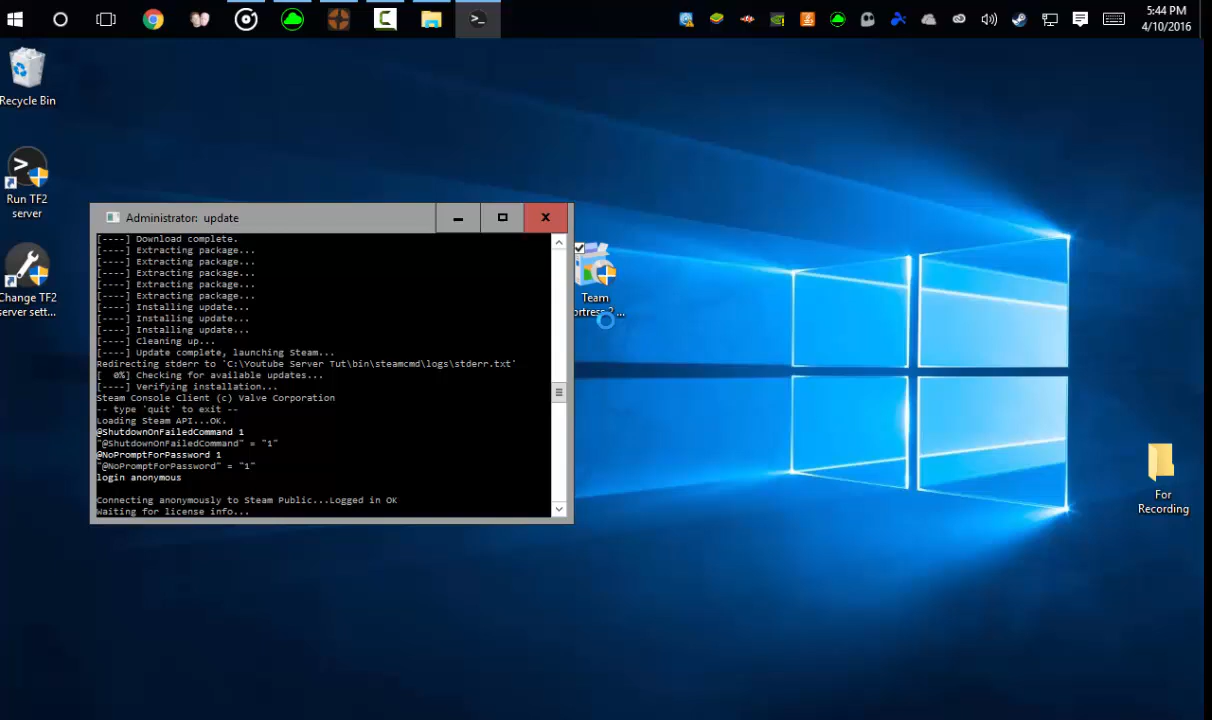 5:44 PM
4/10/2016
Recycle Bin
Run TF2
server
Change TF2
server sett...
Administrator: update
[----] Download complete.
[----] Extracting package...
[----] Extracting package...
[----] Extracting package...
[----] Extracting package...
[----] Extracting package...
[----] Installing update...
[----] Installing update...
[----] Installing update...
[----] Cleaning up...
[----] Update complete, launching Steam...
Redirecting stderr to 'C:\Youtube Server Tut\bin\steamcmd\logs\stderr.txt'
[  0%] Checking for available updates...
[----] Verifying installation...
Steam Console Client (c) Valve Corporation
-- type 'quit' to exit --
Loading Steam API...OK.
@ShutdownOnFailedCommand 1
"@ShutdownOnFailedCommand" = "1"
@NoPromptForPassword 1
"@NoPromptForPassword" = "1"
login anonymous
Connecting anonymously to Steam Public...Logged in OK
Waiting for license info...
Team
ortress 2 ...
For
Recording